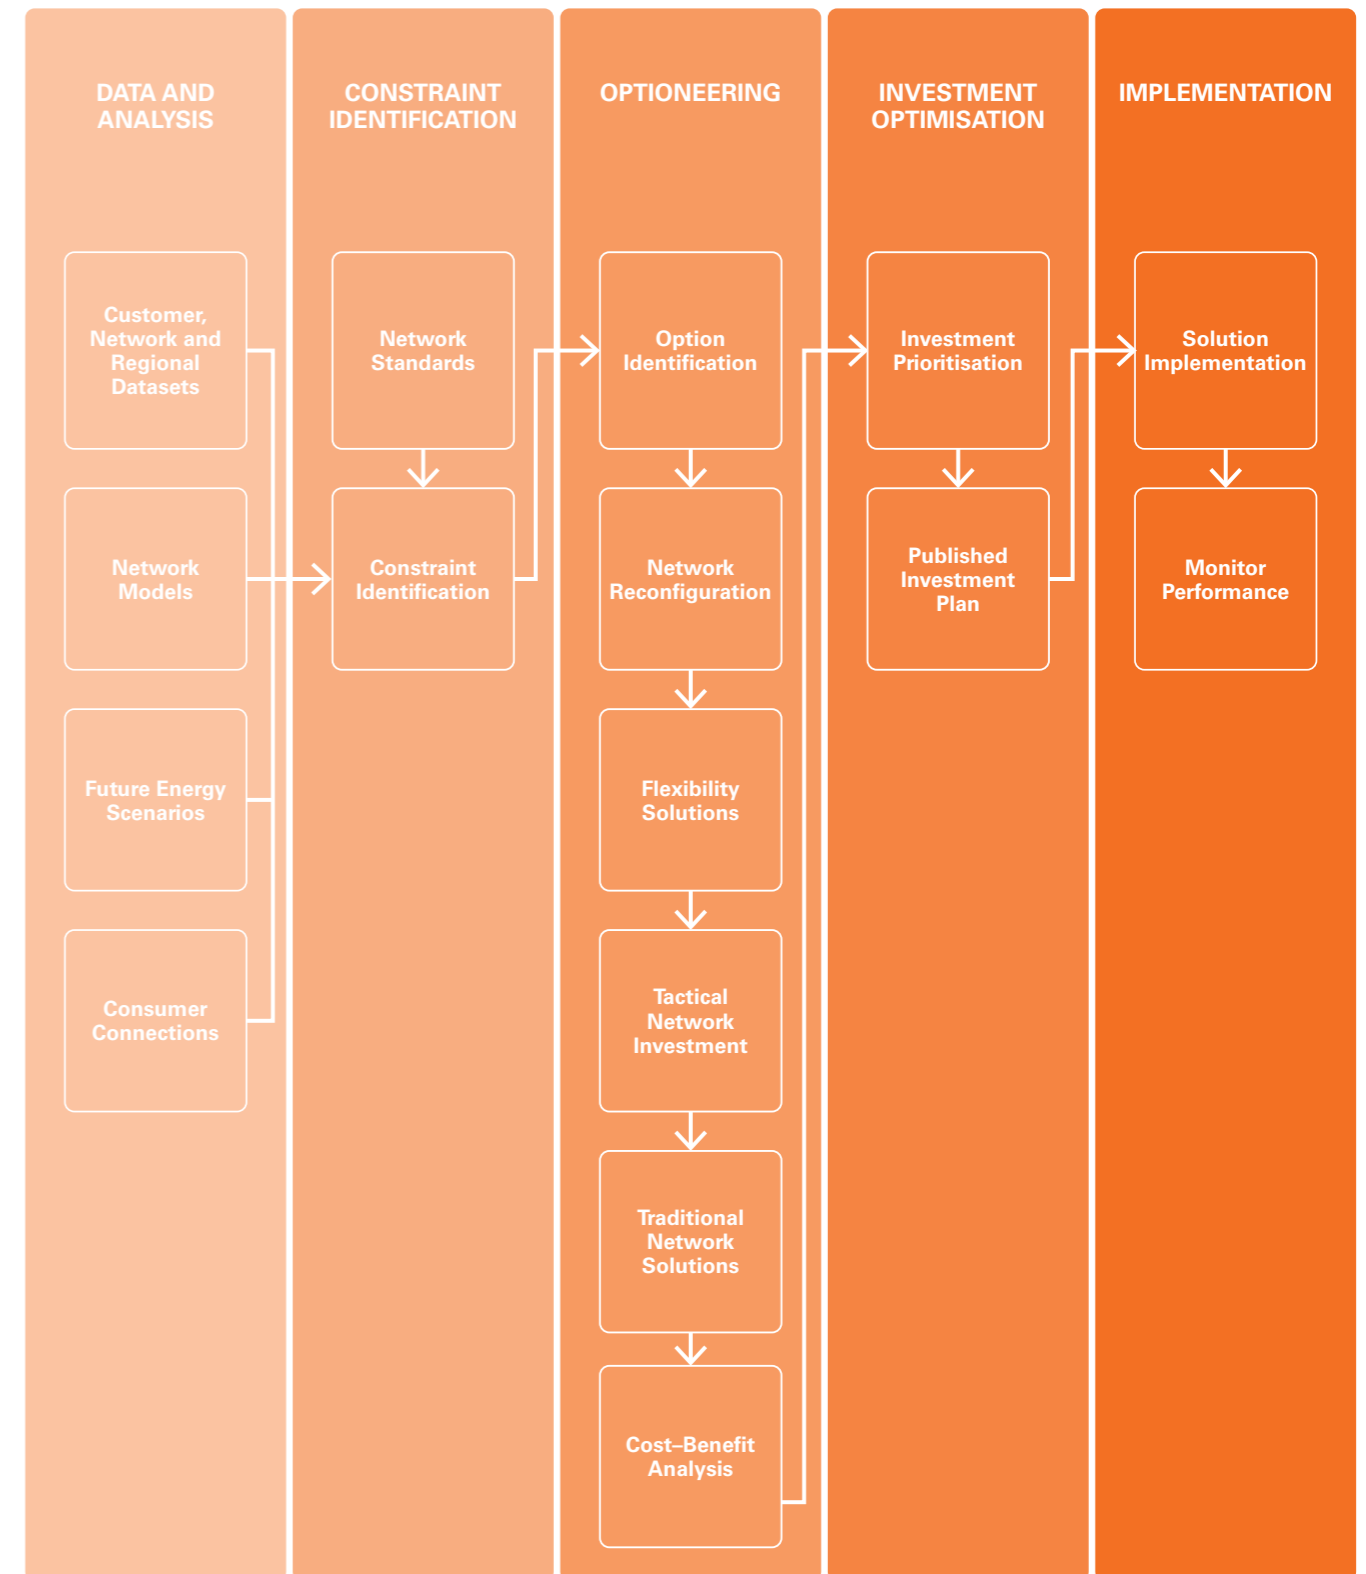 DATA AND
ANALYSIS
Customer,
Network and
Regional
Datasets
Network
Models
Future Energy
Scenarios
Consumer
Connections
CONSTRAINT
IDENTIFICATION
Network
Standards
Constraint
Identification
OPTIONEERING
Option
Identification
Network
Reconfiguration
Flexibility
Solutions
Tactical
Network
Investment
Traditional
Network
Solutions
Cost–Benefit
Analysis
INVESTMENT
OPTIMISATION
Investment
Prioritisation
Published
Investment
Plan
IMPLEMENTATION
Solution
Implementation
Monitor
Performance